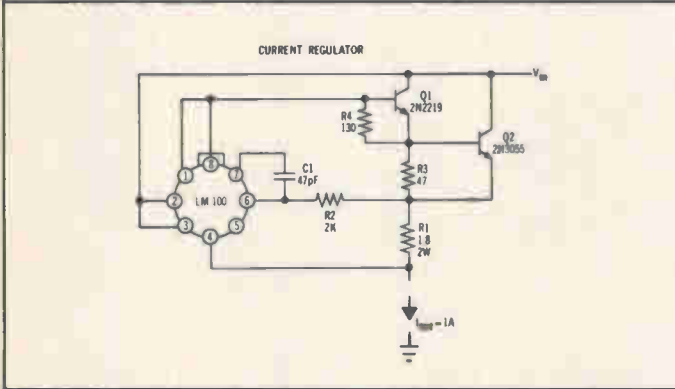 CURRENT REGULATOR
Q1
2N2219
R4
130
Q2
2N3055
R3
47
C1
47pF
1
8
7
2
LM 100
6
3
4
5
R2
2K
R1
1.8
2W
-1A